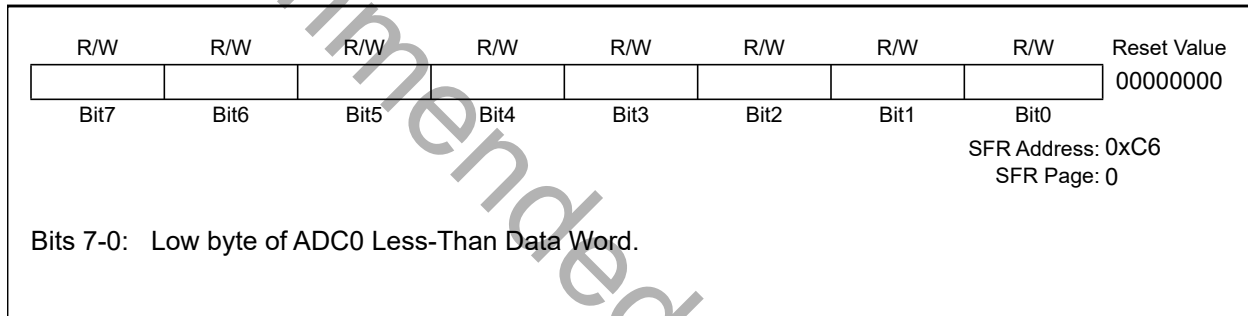 R/W R/W R/W R/W R/W R/W R/W R/W Reset Value
00000000
Bit7 Bit6 Bit5 Bit4 Bit3 Bit2 Bit1 Bit0
SFR Address: 0xC6
SFR Page: 0
Bits 7-0: Low byte of ADC0 Less-Than Data Word.